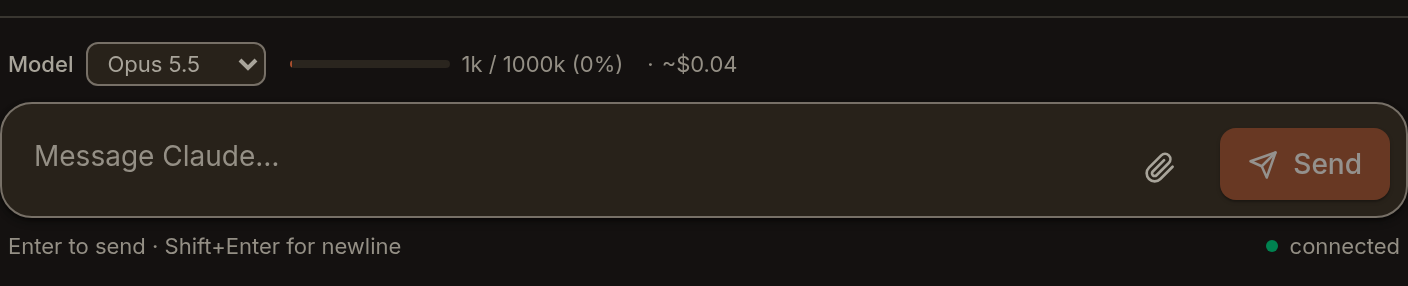 Model Opus 5.5 1k / 1000k (0%) · ~$0.04
Message Claude...
Send
Enter to send · Shift+Enter for newline connected